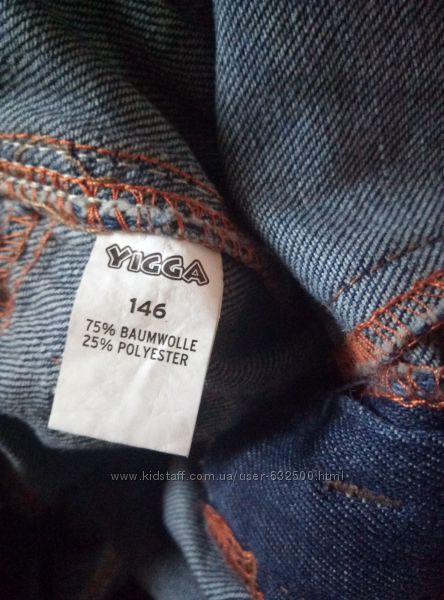 YIGGA
146
75% BAUMWOLLE
25% POLYESTER
www.kidstaff.com.ua/user-632500.html